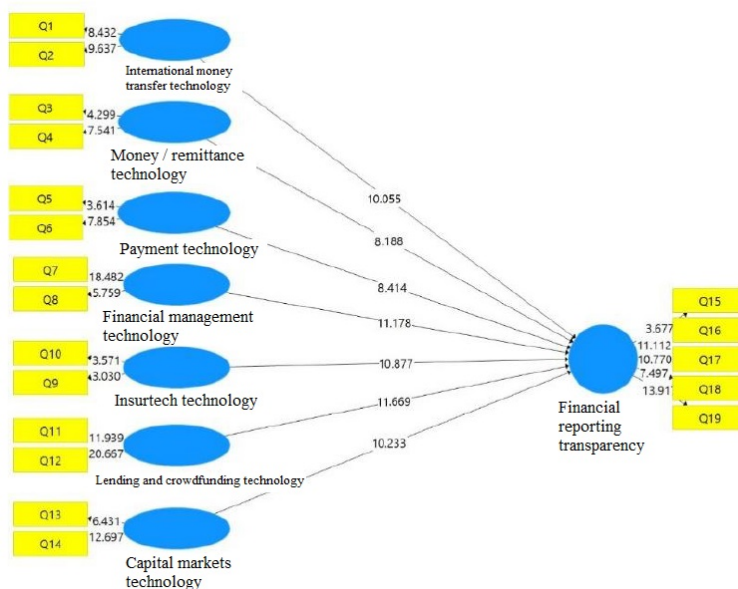 Q1
8.432
Q2
9.637
International money
transfer technology
Q3
4.299
Q4
7.541
Money / remittance
technology
Q5
3.614
Q6
7.854
Payment technology
Q7
18.482
Q8
5.759
Financial management
technology
Q10
3.571
Q9
3.030
Insurtech technology
Q11
11.939
Q12
20.667
Lending and crowdfunding technology
Q13
6.431
Q14
12.697
Capital markets
technology
10.055
8.188
8.414
11.178
10.877
11.669
10.233
Financial
reporting
transparency
Q15
3.677
Q16
11.112
Q17
10.770
7.497
Q18
13.917
Q19